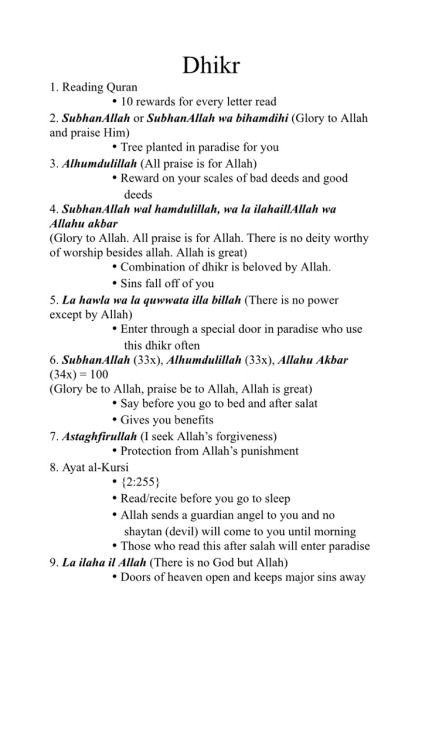 Dhikr
1. Reading Quran
• 10 rewards for every letter read
2. SubhanAllah or SubhanAllah wa bihamdihi (Glory to Allah
and praise Him)
• Tree planted in paradise for you
3. Alhumdulillah (All praise is for Allah)
• Reward on your scales of bad deeds and good
deeds
4. SubhanAllah wal hamdulillah, wa la ilahaillAllah wa
Allahu akbar
(Glory to Allah. All praise is for Allah. There is no deity worthy
of worship besides allah. Allah is great)
• Combination of dhikr is beloved by Allah.
• Sins fall off of you
5. La hawla wa la quwwata illa billah (There is no power
except by Allah)
• Enter through a special door in paradise who use
this dhikr often
6. SubhanAllah (33x), Alhumdulillah (33x), Allahu Akbar
(34x) = 100
(Glory be to Allah, praise be to Allah, Allah is great)
• Say before you go to bed and after salat
• Gives you benefits
7. Astaghfirullah (I seek Allah’s forgiveness)
• Protection from Allah’s punishment
8. Ayat al-Kursi
• {2:255}
• Read/recite before you go to sleep
• Allah sends a guardian angel to you and no
shaytan (devil) will come to you until morning
• Those who read this after salah will enter paradise
9. La ilaha il Allah (There is no God but Allah)
• Doors of heaven open and keeps major sins away